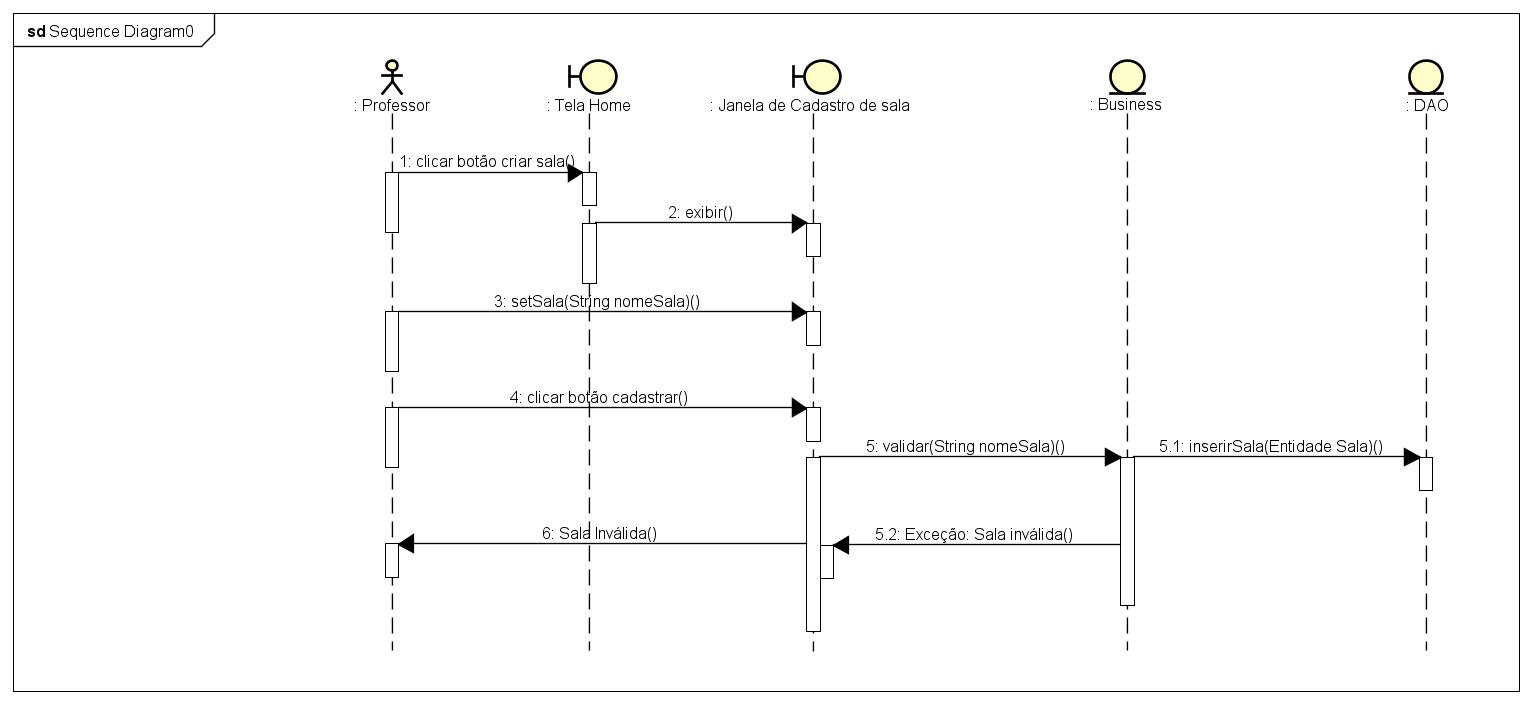 sd Sequence Diagram0
: Professor
: Tela Home
: Janela de Cadastro de sala
: Business
: DAO
1: clicar botão criar sala()
2: exibir()
3: setSala(String nomeSala)()
4: clicar botão cadastrar()
5: validar(String nomeSala)()
5.1: inserirSala(Entidade Sala)()
6: Sala Inválida()
5.2: Exceção: Sala inválida()